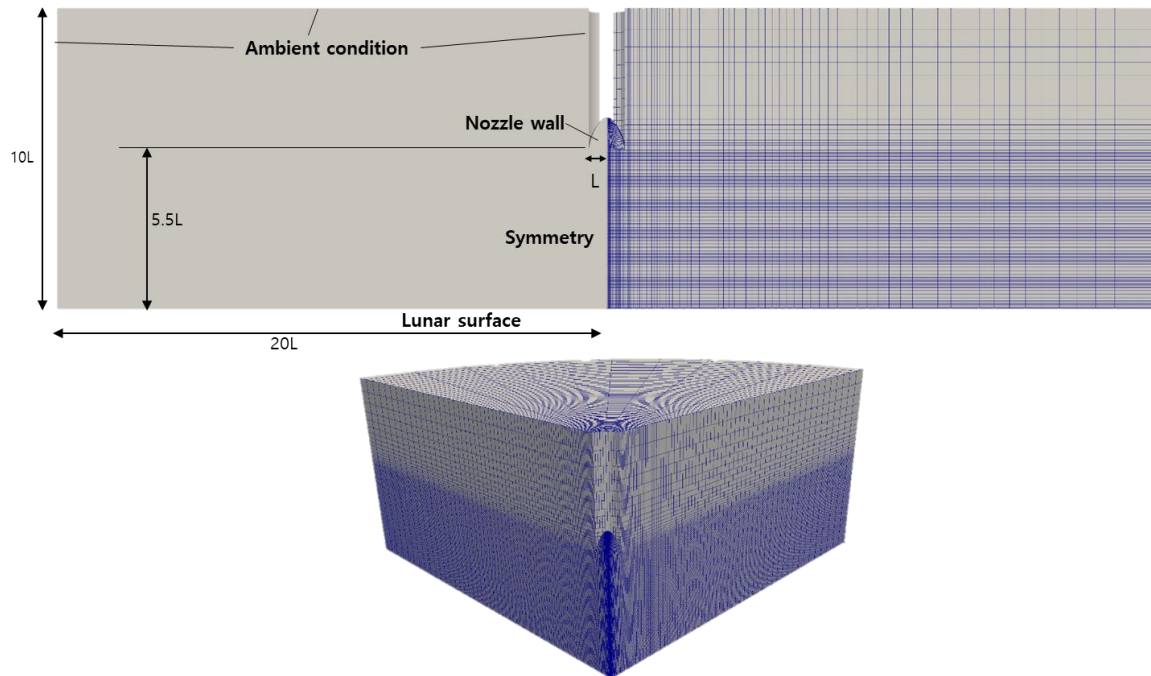 Ambient condition
Nozzle wall
10L
L
5.5L
Symmetry
Lunar surface
20L